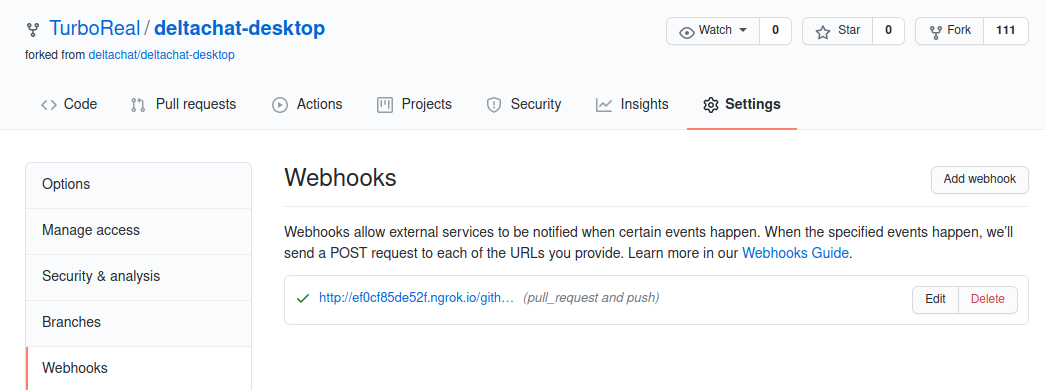 TurboReal / deltachat-desktop
Watch 0 Star 0 Fork 111
forked from deltachat/deltachat-desktop
Code Pull requests Actions Projects Security Insights Settings
Options
Manage access
Security & analysis
Branches
Webhooks
Webhooks
Add webhook
Webhooks allow external services to be notified when certain events happen. When the specified events happen, we'll
send a POST request to each of the URLs you provide. Learn more in our Webhooks Guide.
http://ef0cf85de52f.ngrok.io/gith… (pull_request and push)
Edit Delete